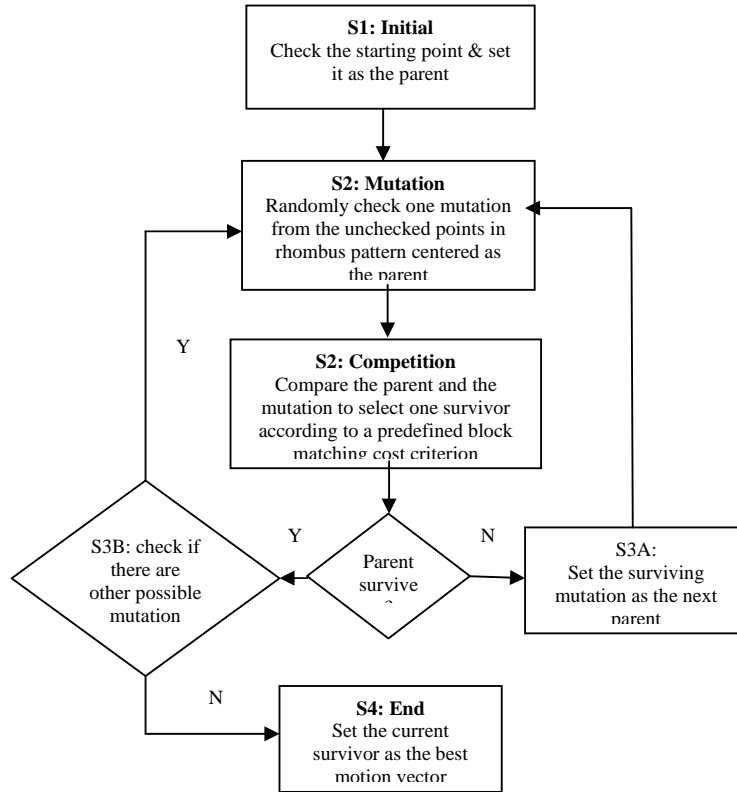 S1: Initial
Check the starting point & set
it as the parent
S2: Mutation
Randomly check one mutation
from the unchecked points in
rhombus pattern centered as
the parent
Y
S2: Competition
Compare the parent and the
mutation to select one survivor
according to a predefined block
matching cost criterion
S3B: check if
there are
other possible
mutation
Y
Parent
survive
?
N
S3A:
Set the surviving
mutation as the next
parent
N
S4: End
Set the current
survivor as the best
motion vector